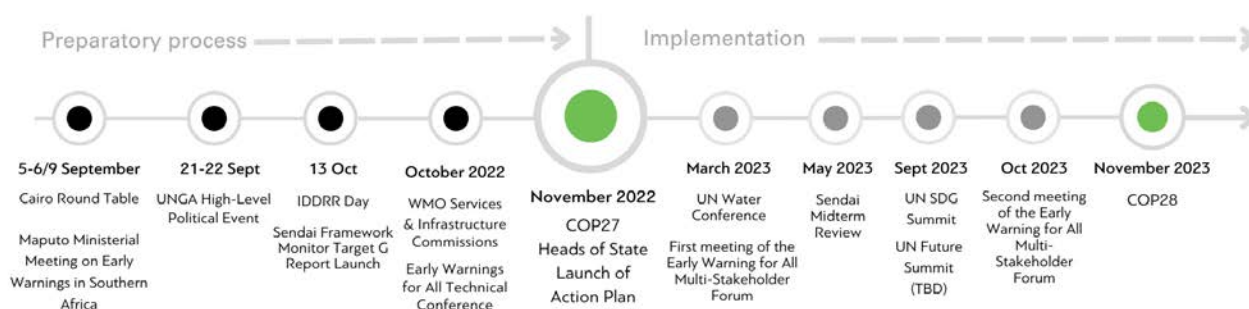 Preparatory process
Implementation
5-6/9 September
Cairo Round Table
Maputo Ministerial
Meeting on Early
Warnings in Southern
Africa
21-22 Sept
UNGA High-Level
Political Event
13 Oct
IDDRR Day
Sendai Framework
Monitor Target G
Report Launch
October 2022
WMO Services
& Infrastructure
Commissions
Early Warnings
for All Technical
Conference
November 2022
COP27
Heads of State
Launch of
Action Plan
March 2023
UN Water
Conference
First meeting of the
Early Warning for All
Multi-Stakeholder
Forum
May 2023
Sendai
Midterm
Review
Sept 2023
UN SDG
Summit
UN Future
Summit
(TBD)
Oct 2023
Second meeting
of the Early
Warning for All
Multi-
Stakeholder
Forum
November 2023
COP28